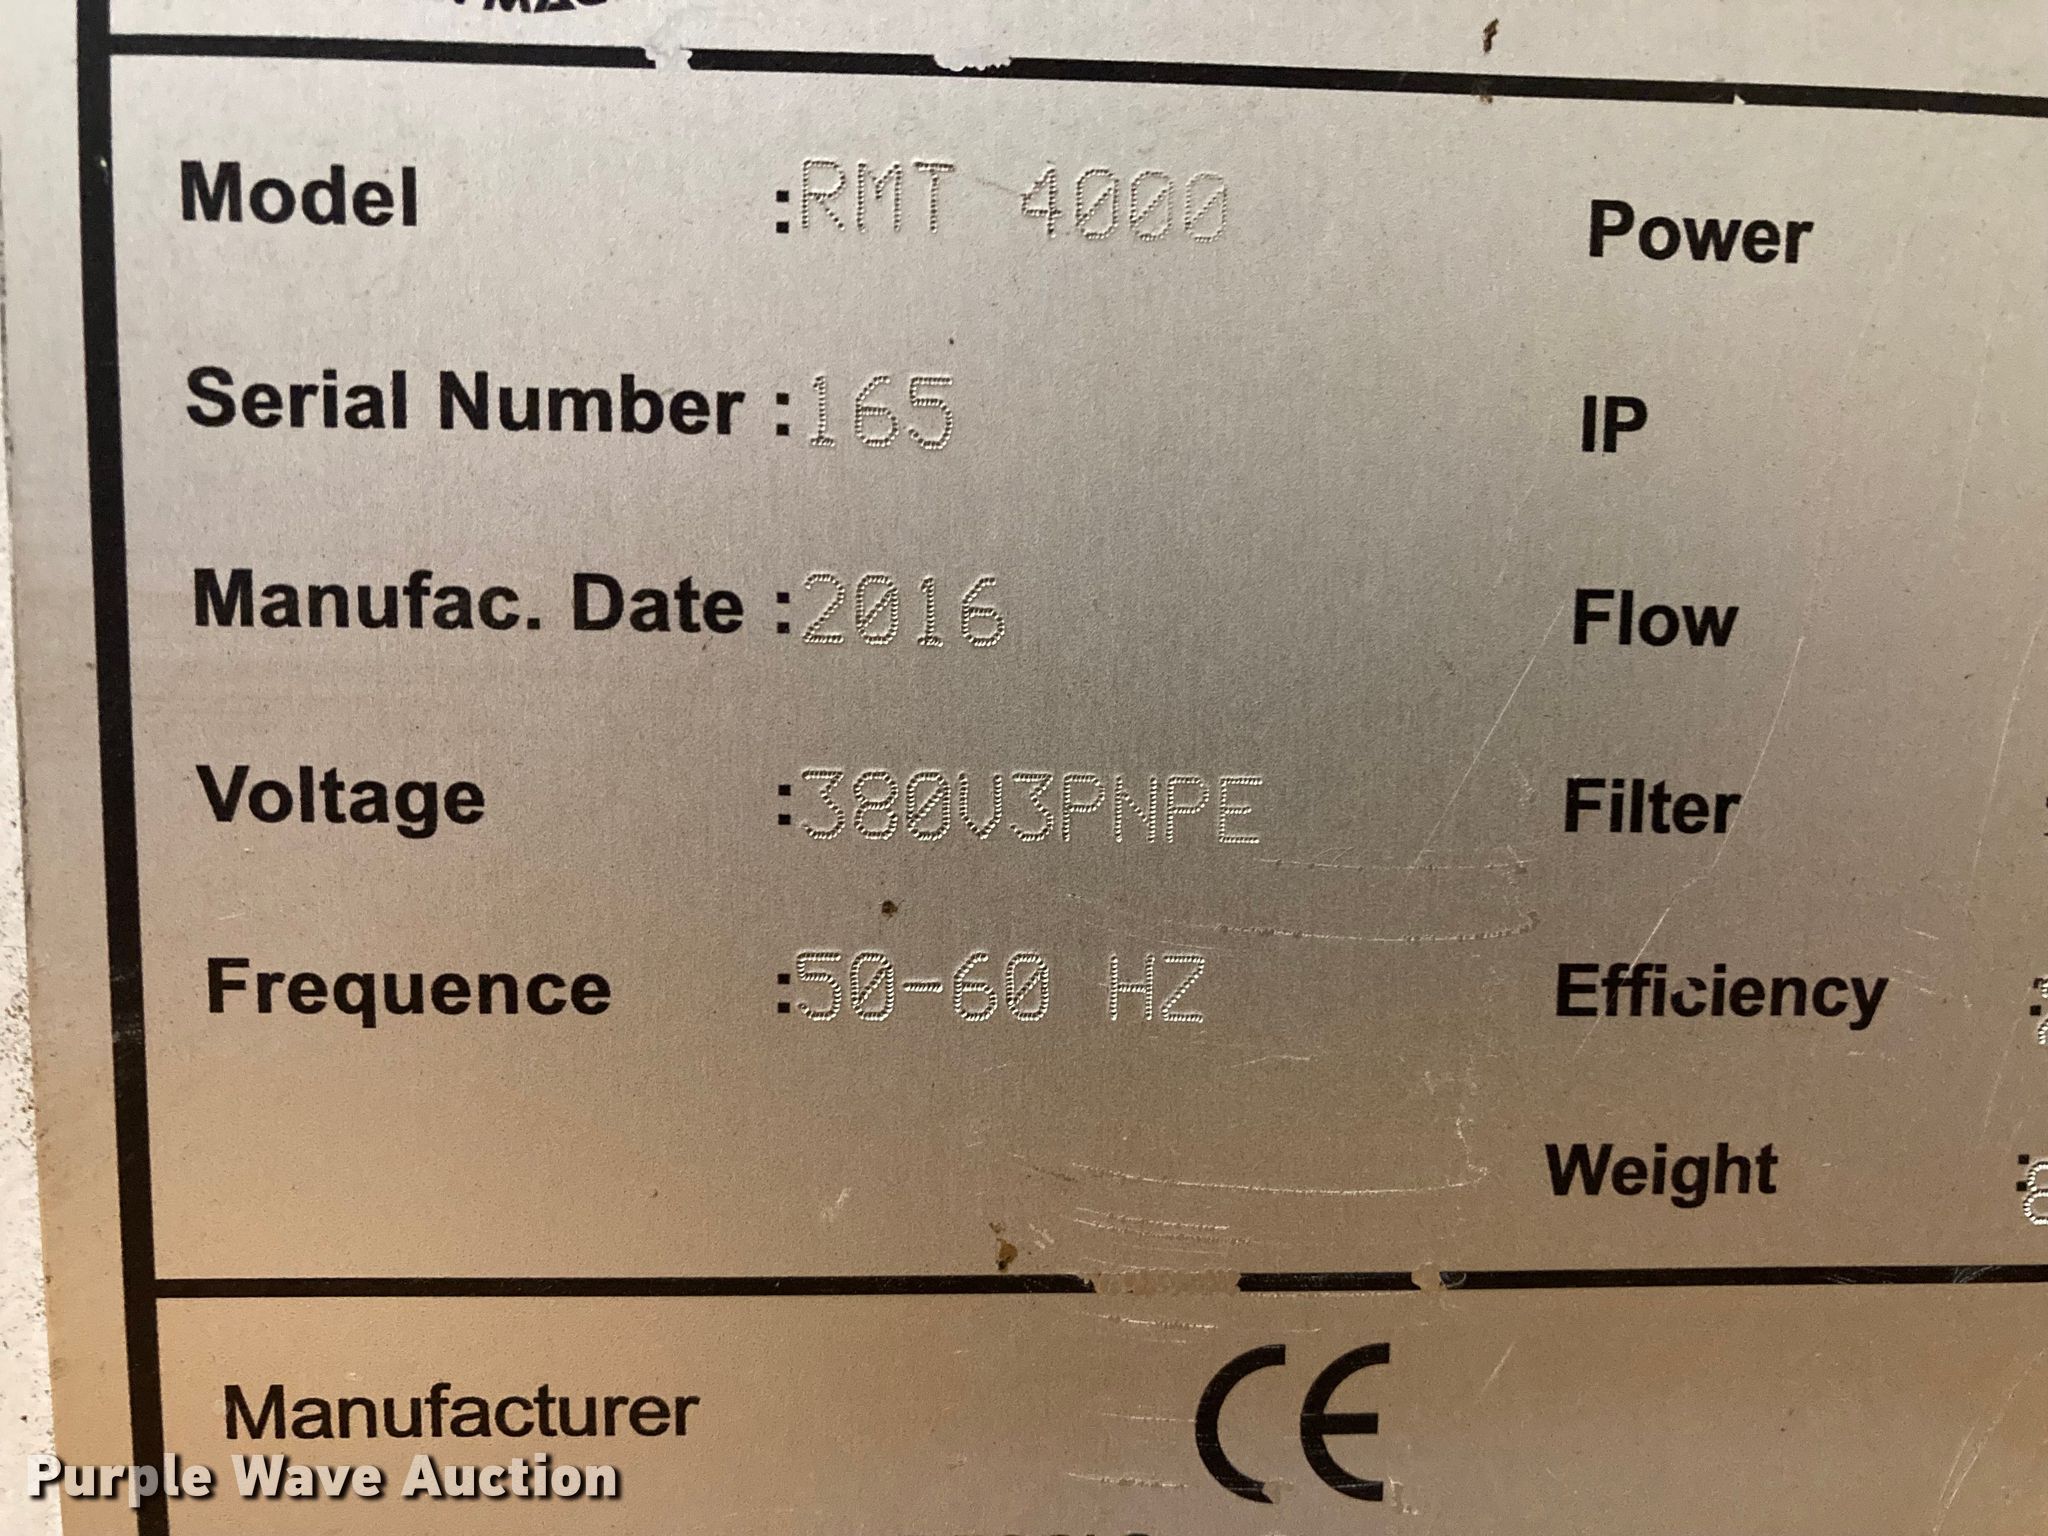 Model :RMT 4000
Serial Number :165
Manufac. Date :2016
Voltage :380V3PNPE
Frequence :50-60 HZ
Power
IP
Flow
Filter
Efficiency :
Weight :8
Manufacturer
CE
Purple Wave Auction